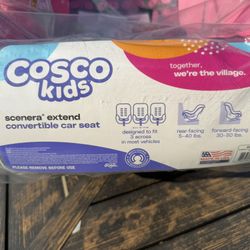 cosco
kids
together,
we're the village.
scenera® extend
convertible car seat
designed to fit
3 across
in most vehicles
rear-facing
5-40 lbs.
forward-facing
30-50 lbs.
PLEASE REMOVE BEFORE USE